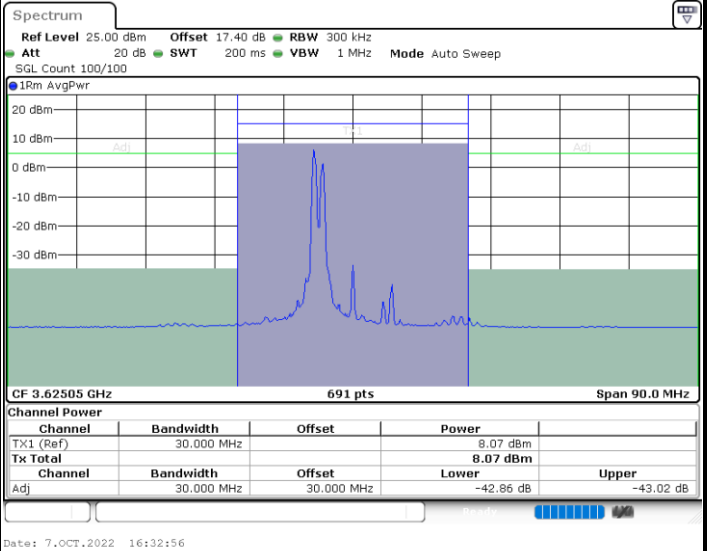 Spectrum
Ref Level 25.00 dBm Offset 17.40 dB RBW 300 kHz
Att 20 dB SWT 200 ms VBW 1 MHz Mode Auto Sweep
SGL Count 100/100
1Rm AvgPwr
20 dBm
TX1
10 dBm
Adj Adj
0 dBm
-10 dBm
-20 dBm
-30 dBm
CF 3.62505 GHz 691 pts Span 90.0 MHz
Channel Power
Channel Bandwidth Offset Power
TX1 (Ref) 30.000 MHz 8.07 dBm
Tx Total 8.07 dBm
Channel Bandwidth Offset Lower Upper
Adj 30.000 MHz 30.000 MHz -42.86 dB -43.02 dB
Ready
Date: 7.OCT.2022 16:32:56